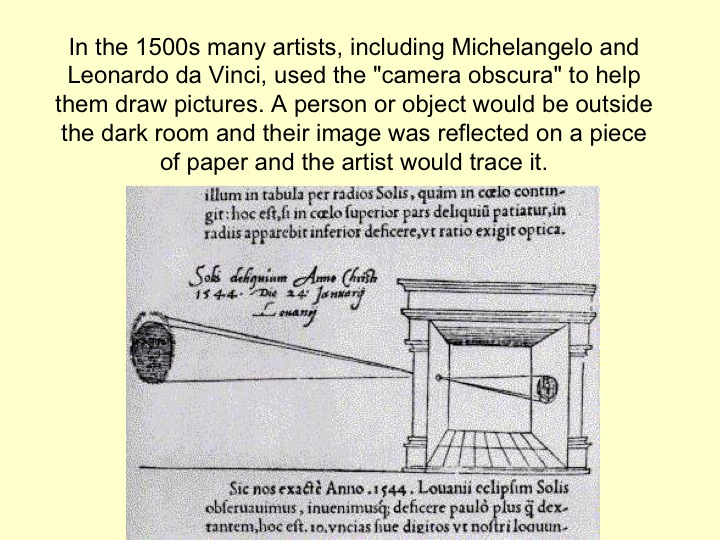 In the 1500s many artists, including Michelangelo and
Leonardo da Vinci, used the "camera obscura" to help
them draw pictures. A person or object would be outside
the dark room and their image was reflected on a piece
of paper and the artist would trace it.
illum in tabula per radios Solis, quàm in cœlo contin-
git: hoc eſt, ſi in cœlo ſuperior pars deliquiũ patiatur, in
radiis apparebit inferior deficere, vt ratio exigit optica.
Solis deliquium Anno Christi
1544. Die 24 Januarij
Louanij
Sic nos exactè Anno .1544. Louanii eclipſim Solis
obſeruauimus, inuenimusq; deficere paulò plus q̃ dex-
tantem, hoc eſt. 10. vncias ſiue digitos vt noſtri loquun-